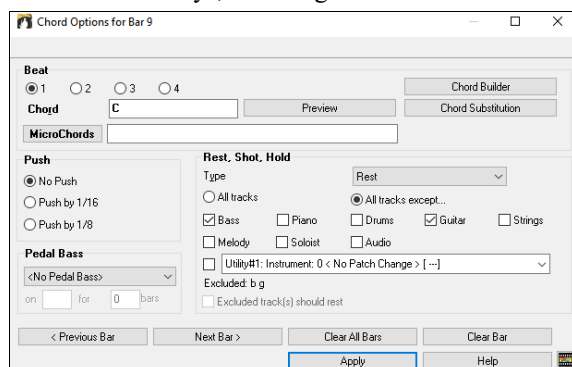 Chord Options for Bar 9
Beat
1 2 3 4
Chord C Preview
Chord Builder
Chord Substitution
MicroChords
Push
No Push
Push by 1/16
Push by 1/8
Pedal Bass
<No Pedal Bass>
on for 0 bars
Rest, Shot, Hold
Type Rest
All tracks All tracks except...
Bass Piano Drums Guitar Strings
Melody Soloist Audio
Utility#1: Instrument: 0 < No Patch Change > [ ---]
Excluded: b g
Excluded track(s) should rest
< Previous Bar Next Bar > Clear All Bars Clear Bar
Apply Help